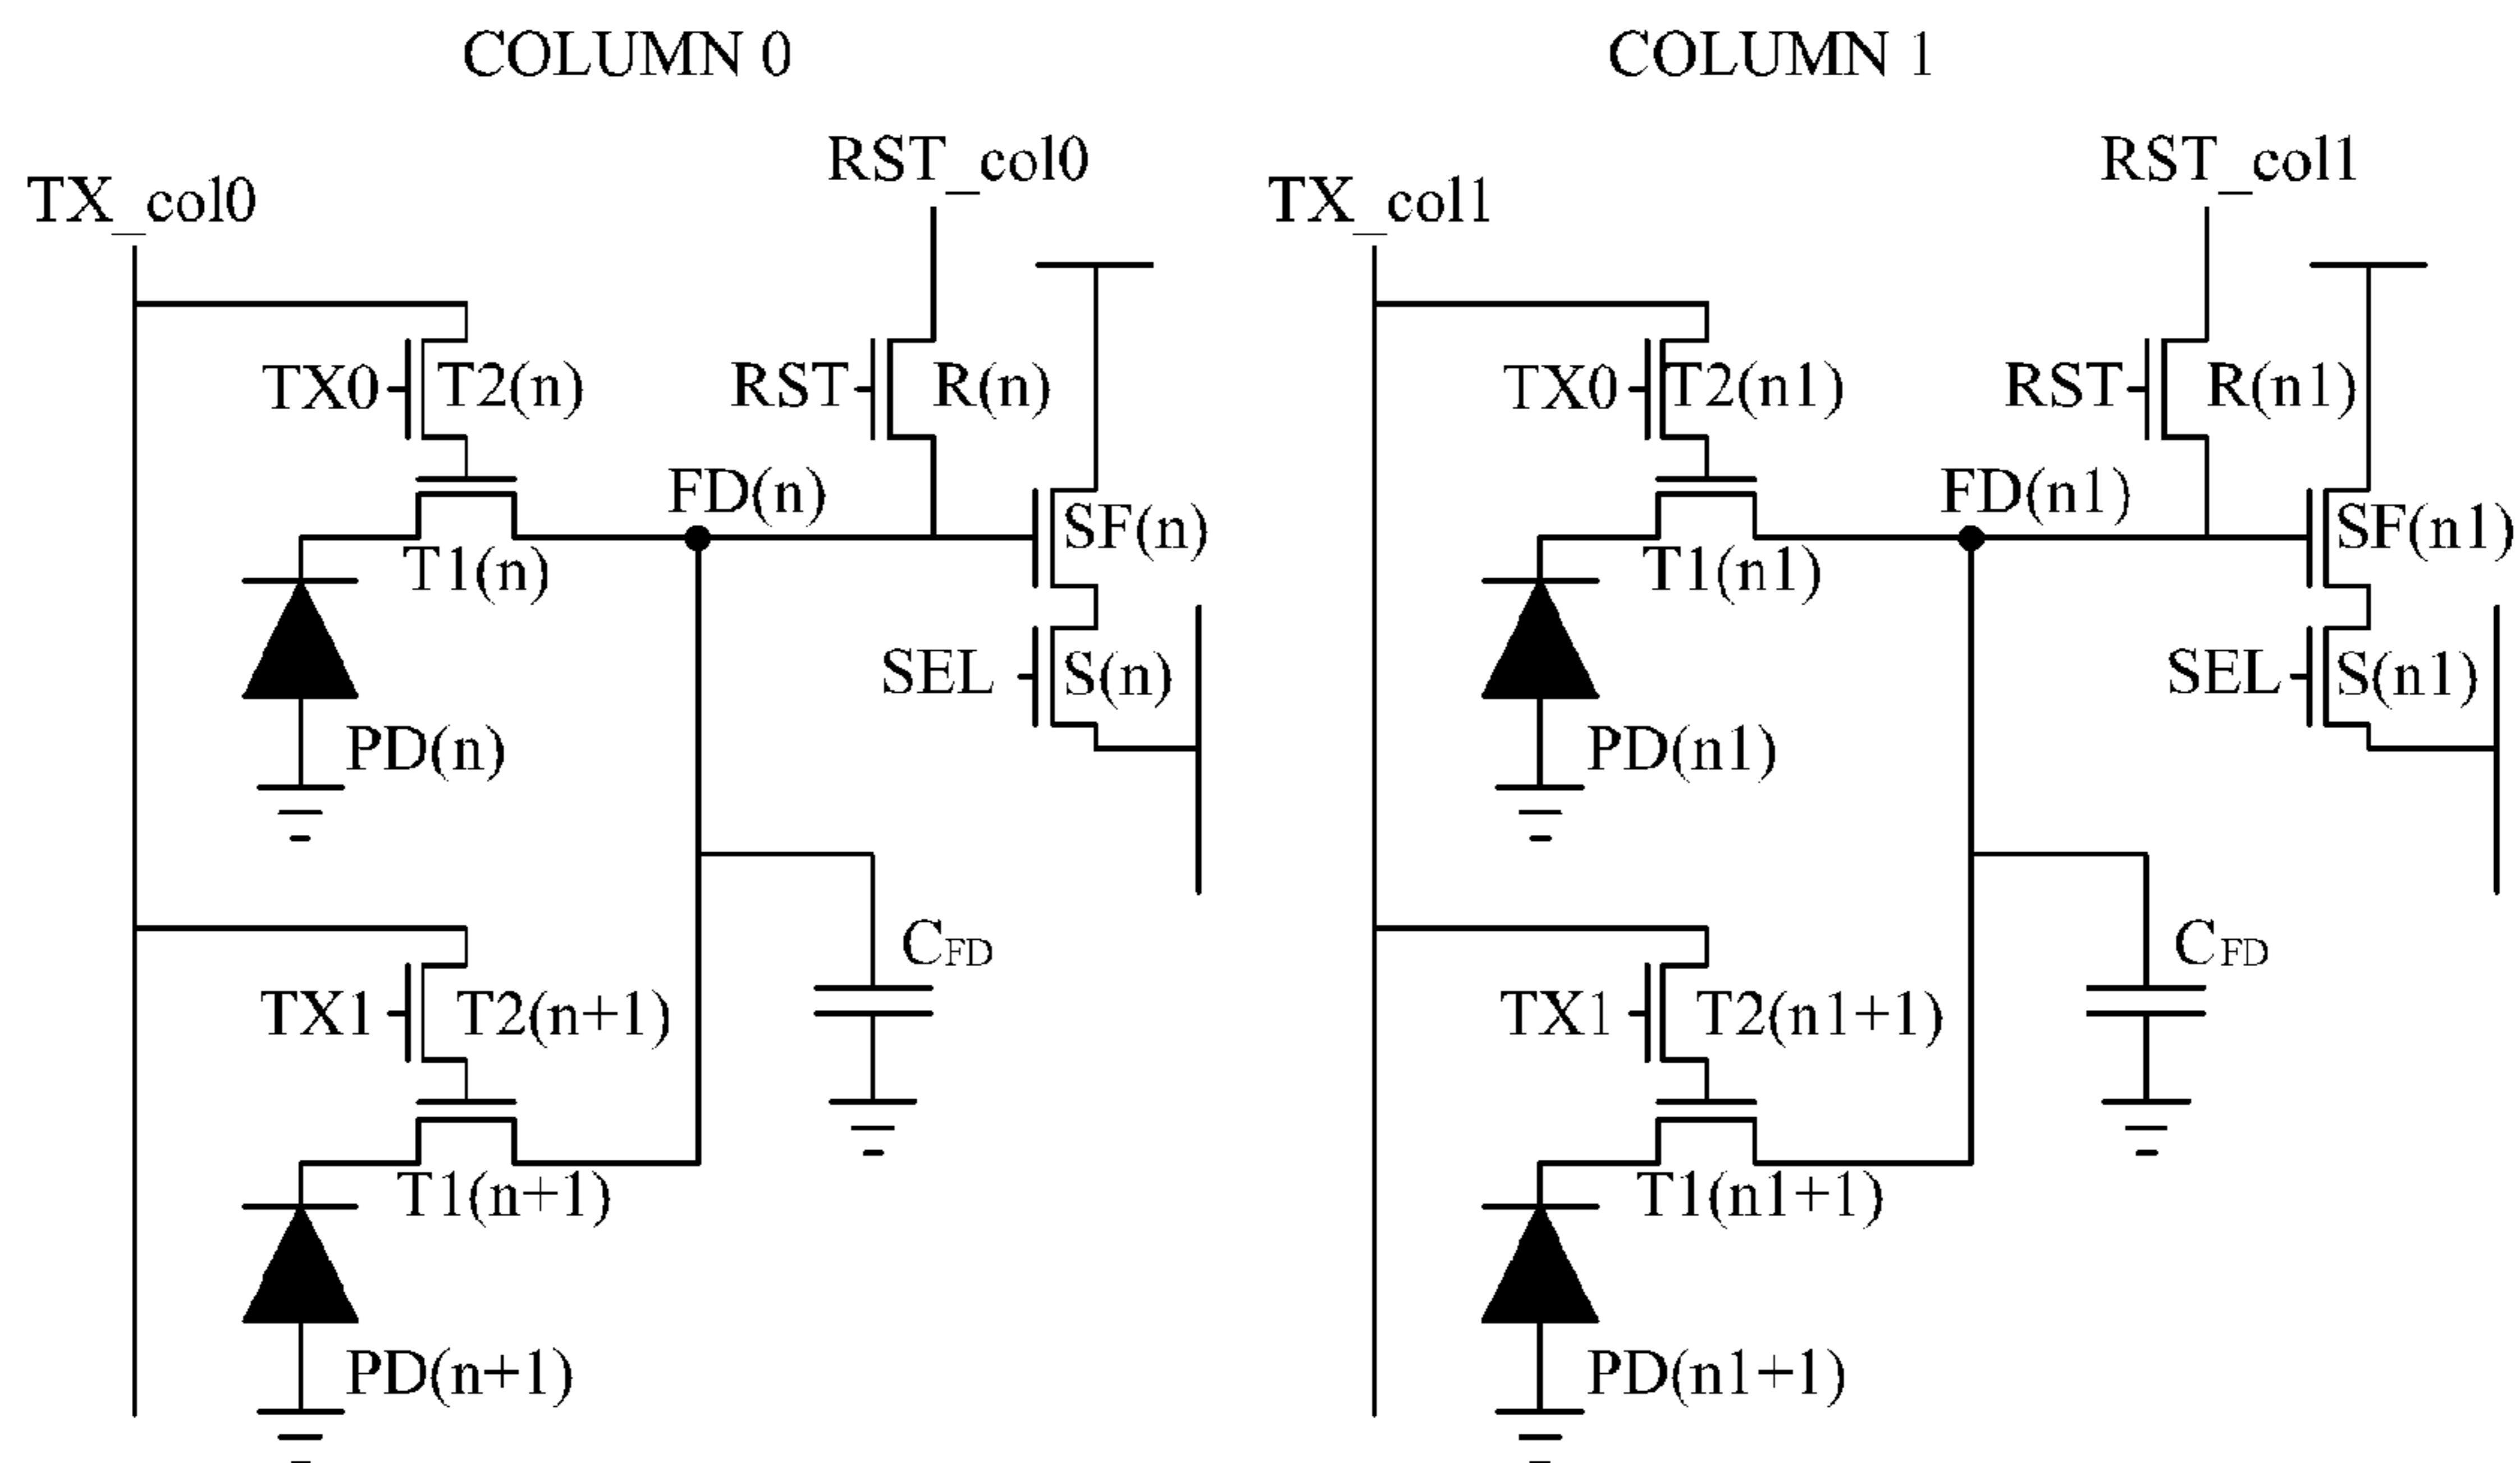 COLUMN 0
COLUMN 1
RST_col0
RST_col1
TX_col0
TX_col1
TX0
T2(n)
RST
R(n)
TX0
T2(n1)
RST
R(n1)
FD(n)
SF(n)
FD(n1)
SF(n1)
T1(n)
T1(n1)
SEL
S(n)
SEL
S(n1)
PD(n)
PD(n1)
CFD
CFD
TX1
T2(n+1)
TX1
T2(n1+1)
T1(n+1)
T1(n1+1)
PD(n+1)
PD(n1+1)